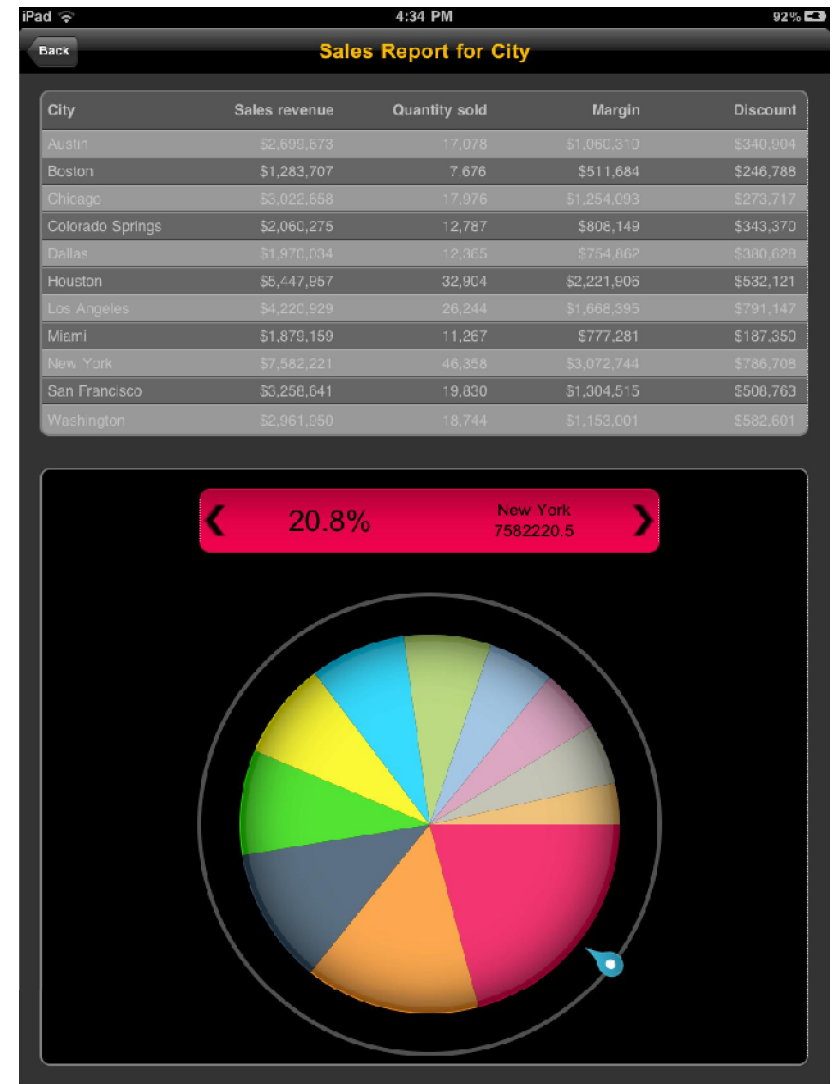 iPad 4:34 PM 92%
Back Sales Report for City
City Sales revenue Quantity sold Margin Discount
Austin $2,699,673 17,078 $1,060,310 $340,904
Boston $1,283,707 7,676 $511,684 $246,788
Chicago $3,022,658 17,976 $1,254,093 $273,717
Colorado Springs $2,060,275 12,787 $808,149 $343,370
Dallas $1,970,034 12,365 $754,862 $380,628
Houston $5,447,957 32,904 $2,221,906 $532,121
Los Angeles $4,220,929 26,244 $1,668,395 $791,147
Miami $1,879,159 11,267 $777,281 $187,350
New York $7,582,221 46,358 $3,072,744 $786,708
San Francisco $3,258,641 19,830 $1,304,515 $508,763
Washington $2,961,950 18,744 $1,153,001 $582,601
20.8% New York
7582220.5